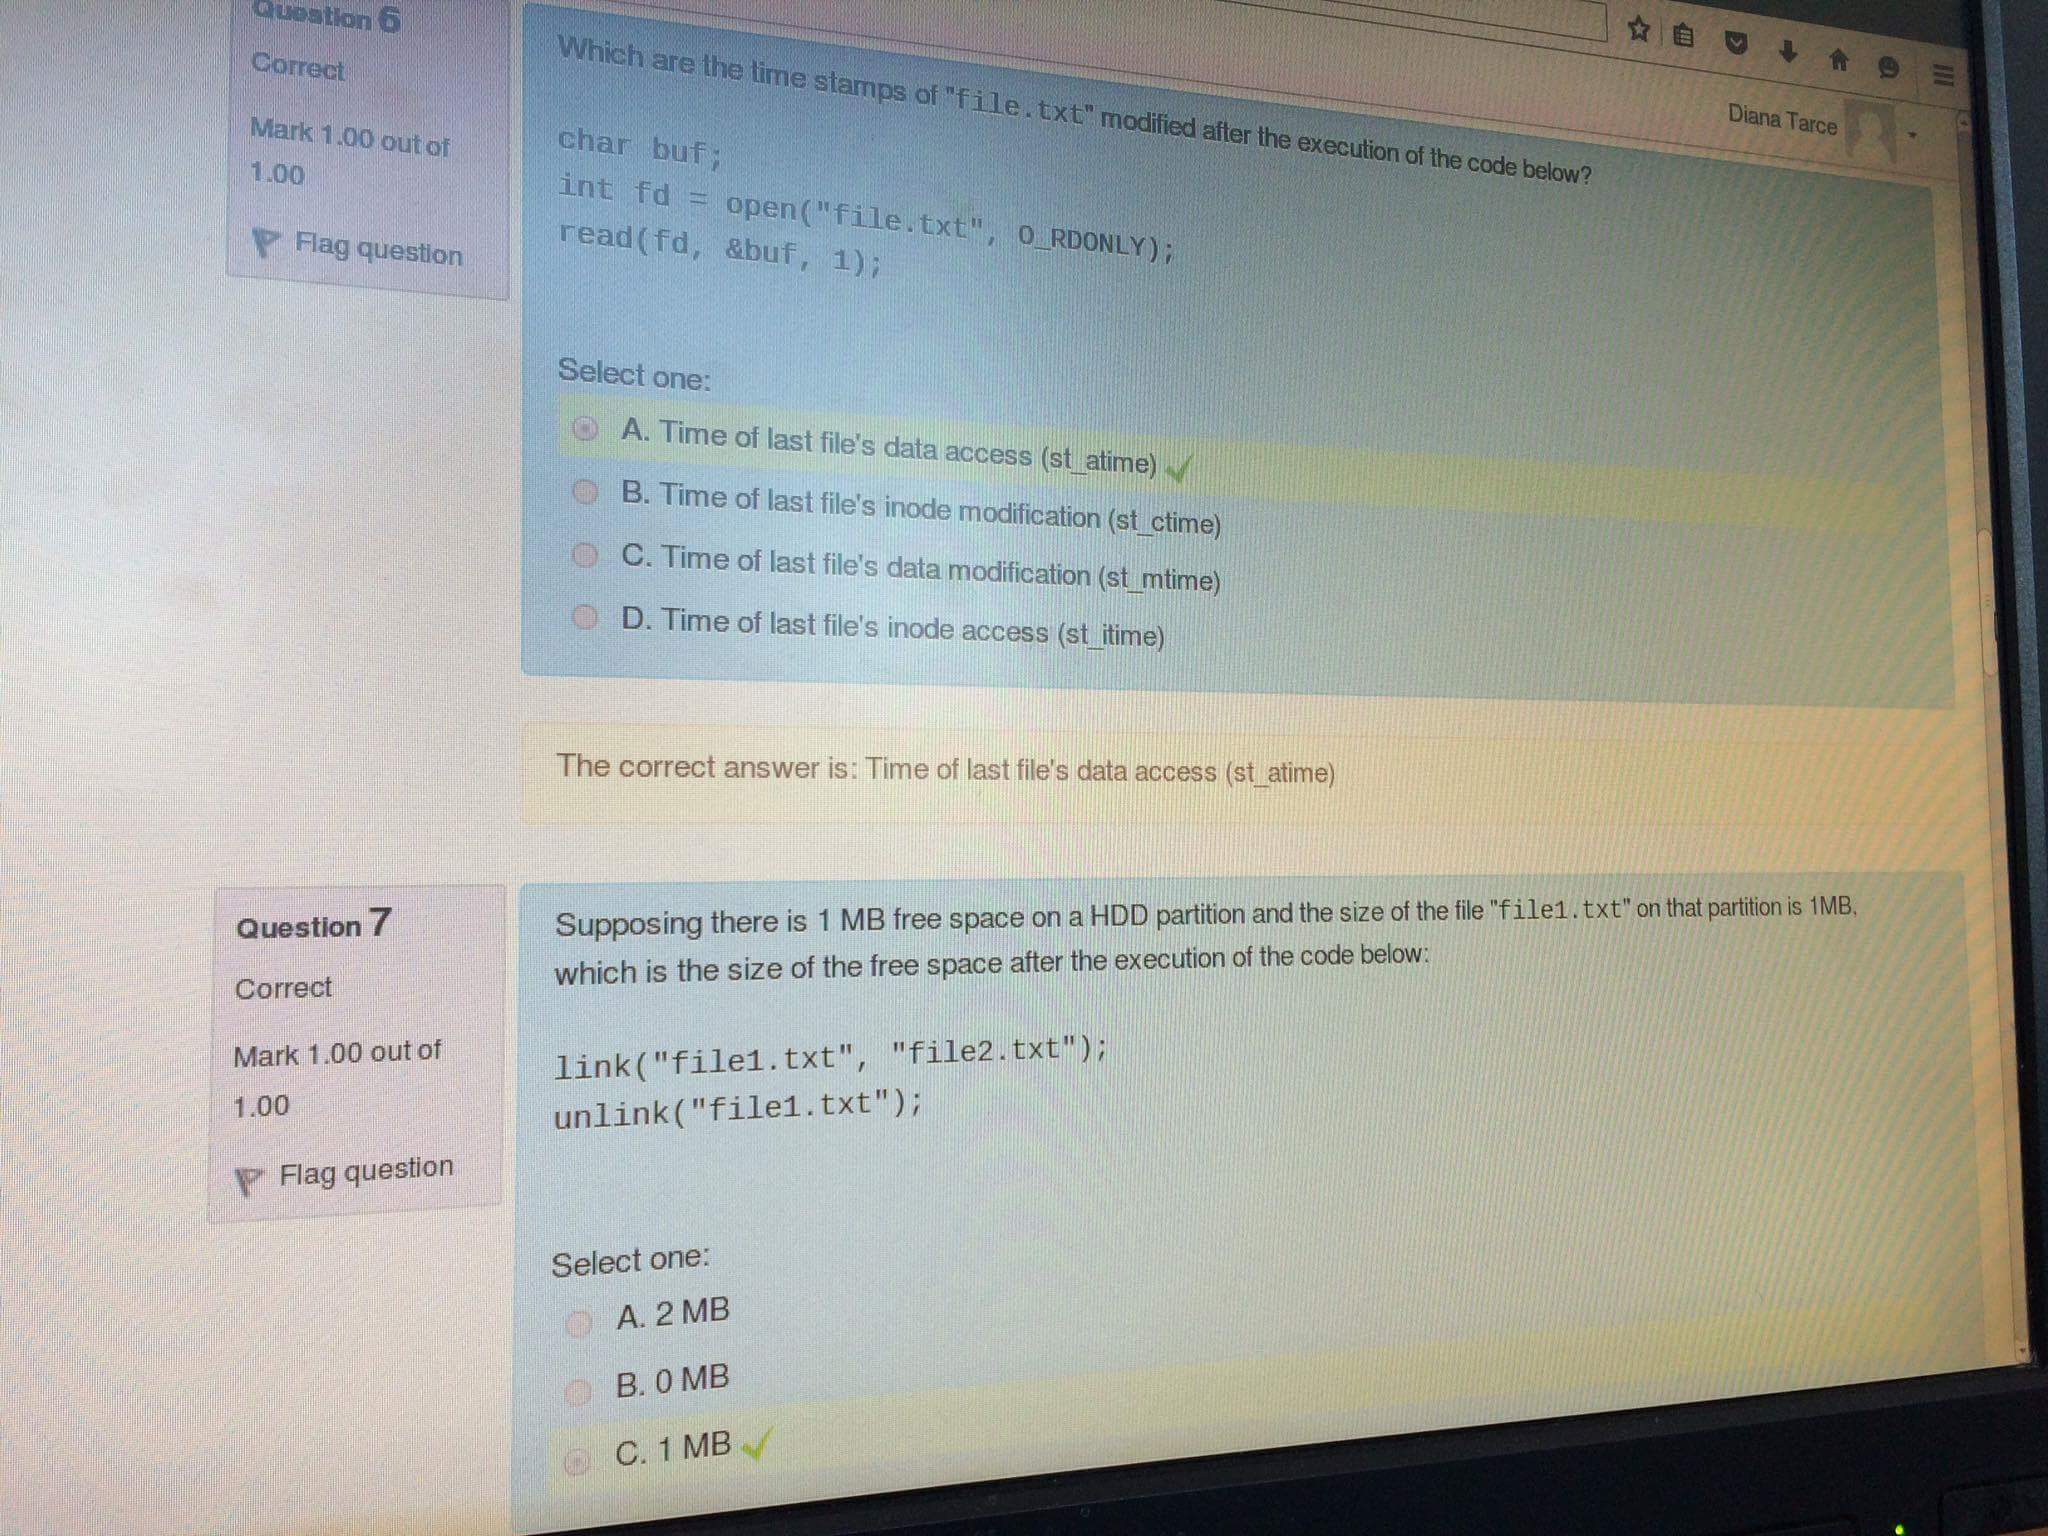 Diana Tarce
Question 6
Correct
Mark 1.00 out of
1.00
Flag question
Which are the time stamps of "file.txt" modified after the execution of the code below?
char buf;
int fd = open("file.txt", O_RDONLY);
read(fd, &buf, 1);
Select one:
A. Time of last file's data access (st_atime)
B. Time of last file's inode modification (st_ctime)
C. Time of last file's data modification (st_mtime)
D. Time of last file's inode access (st_itime)
The correct answer is: Time of last file's data access (st_atime)
Question 7
Correct
Mark 1.00 out of
1.00
Flag question
Supposing there is 1 MB free space on a HDD partition and the size of the file "file1.txt" on that partition is 1MB,
which is the size of the free space after the execution of the code below:
link("file1.txt", "file2.txt");
unlink("file1.txt");
Select one:
A. 2 MB
B. 0 MB
C. 1 MB